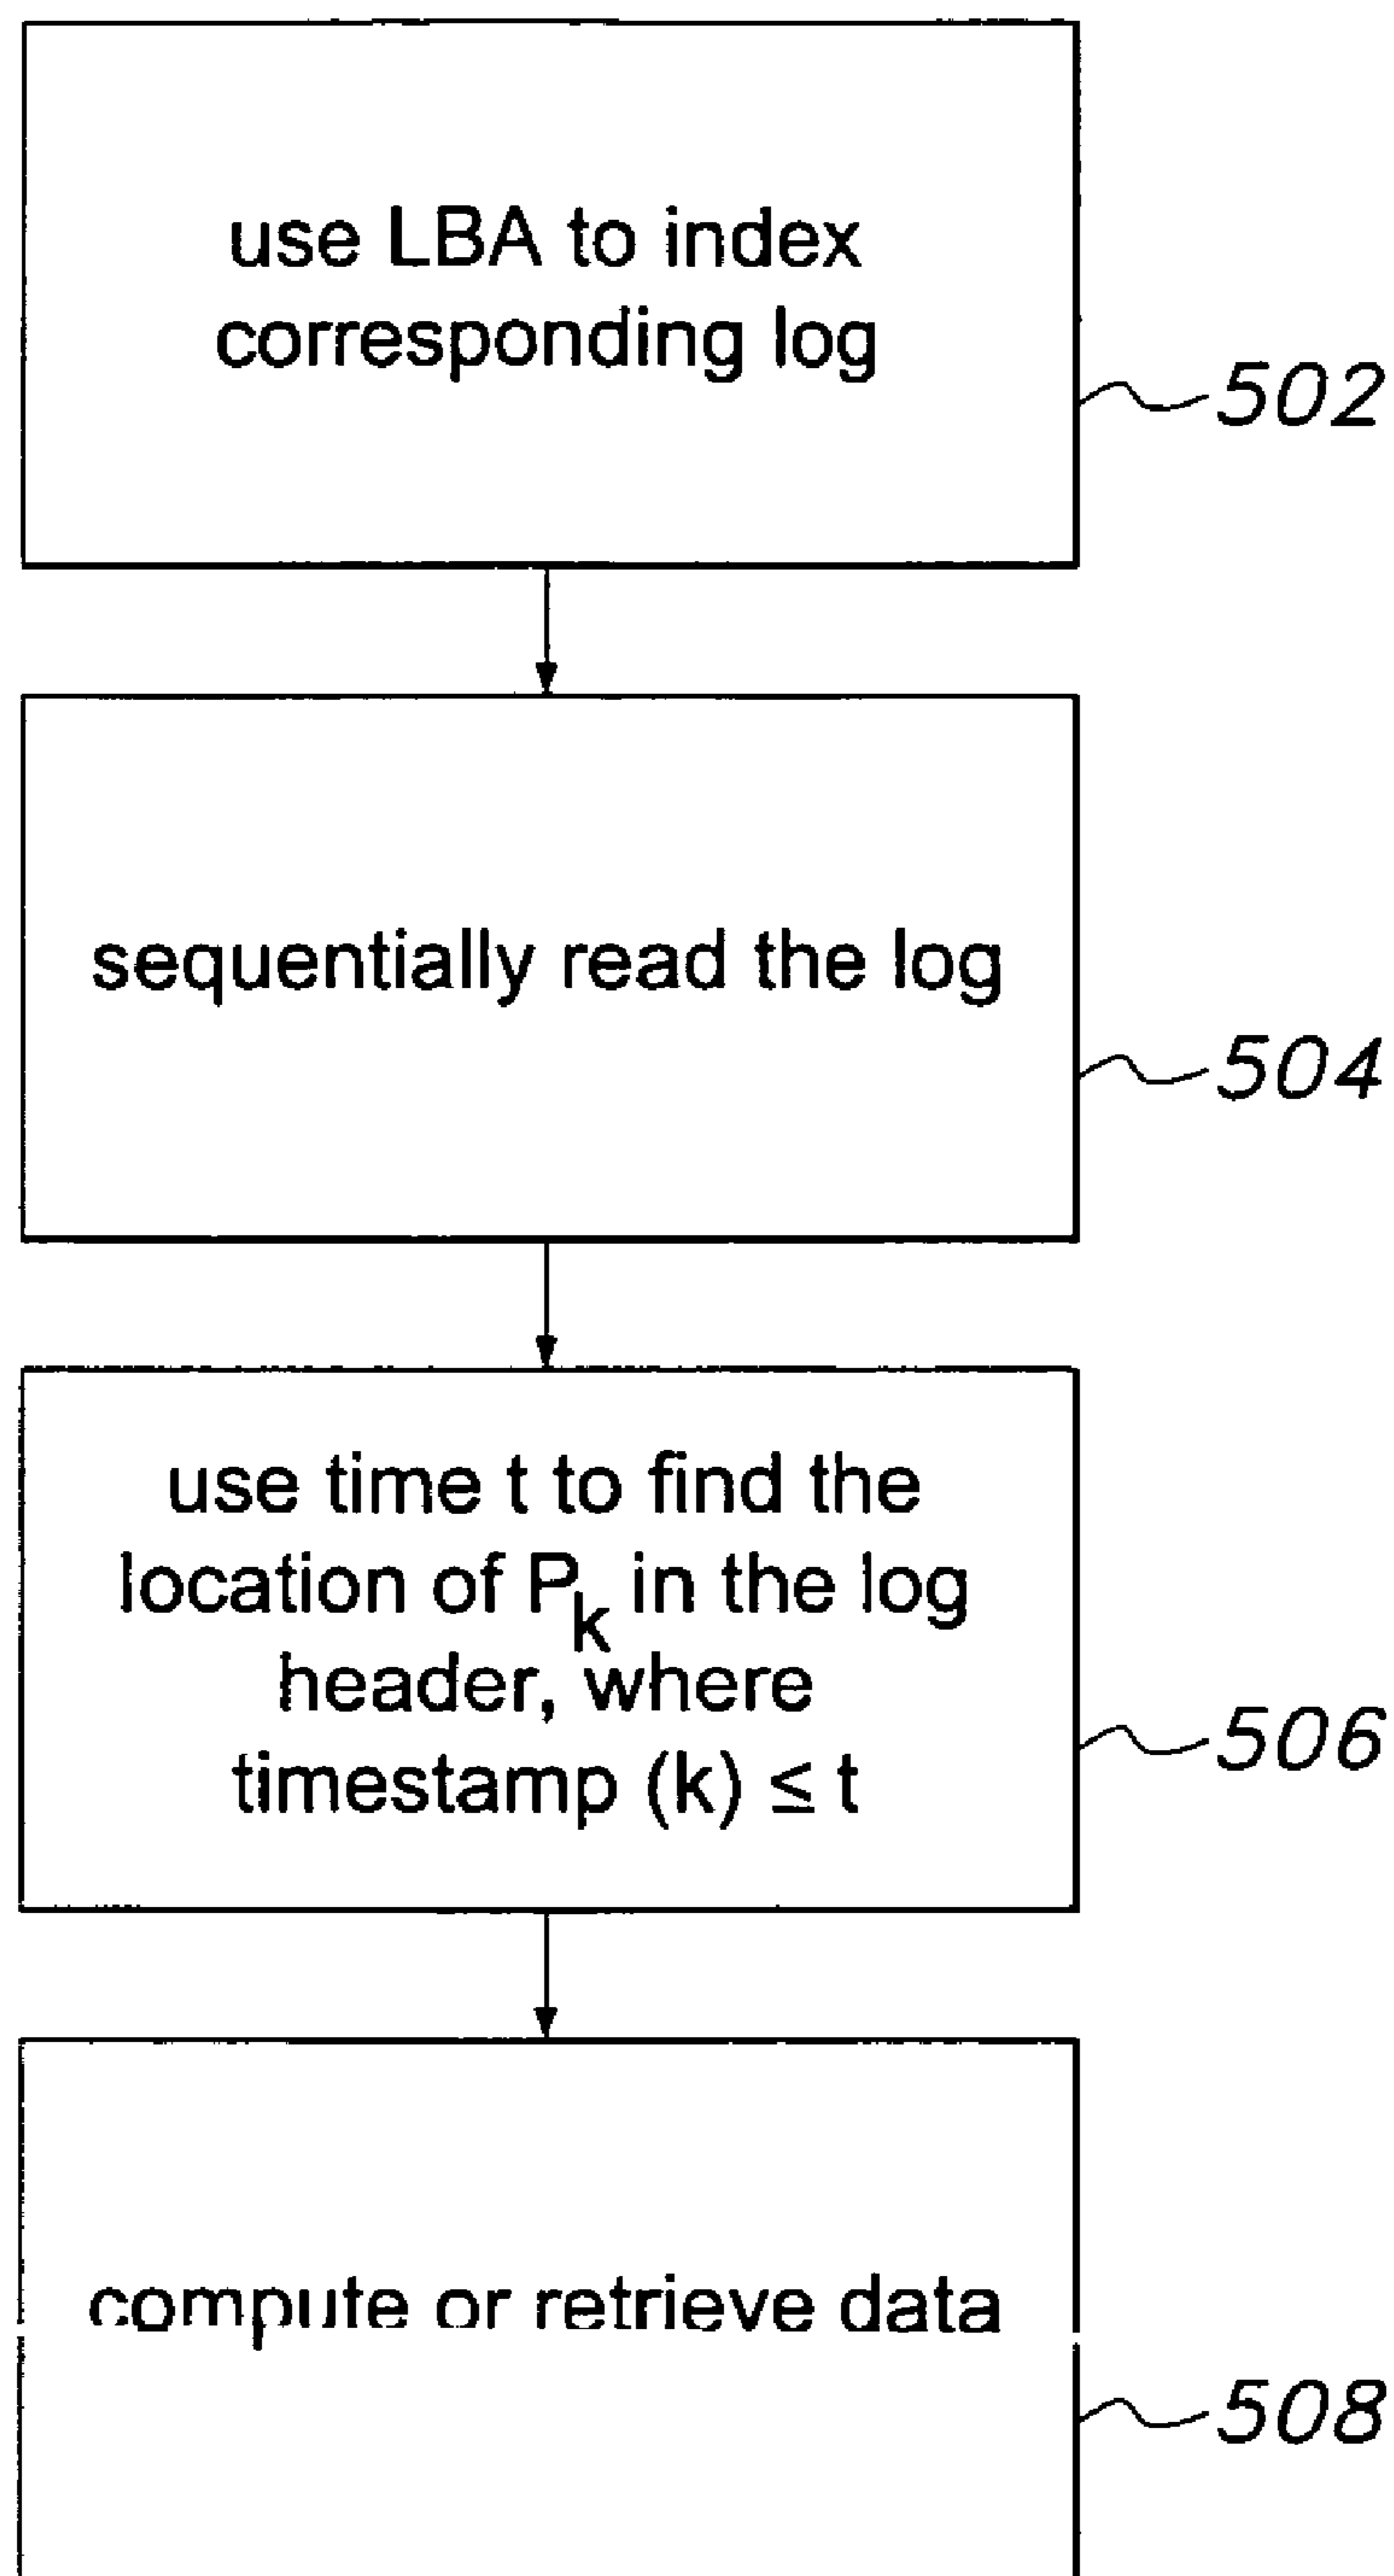 use LBA to index
corresponding log
502
sequentially read the log
504
use time t to find the
location of Pk in the log
header, where
timestamp (k) ≤ t
506
compute or retrieve data
508